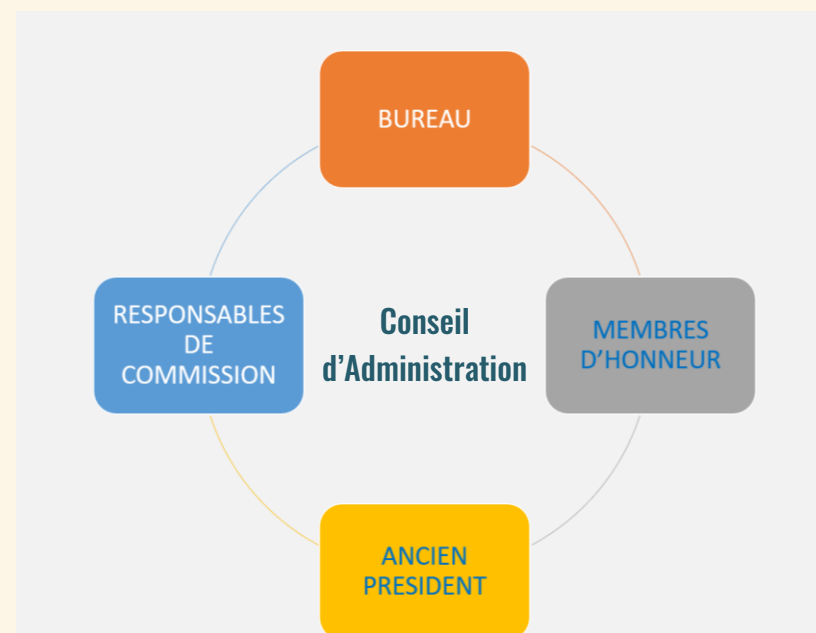 BUREAU
RESPONSABLES
DE
COMMISSION
Conseil
d’Administration
MEMBRES
D’HONNEUR
ANCIEN
PRESIDENT